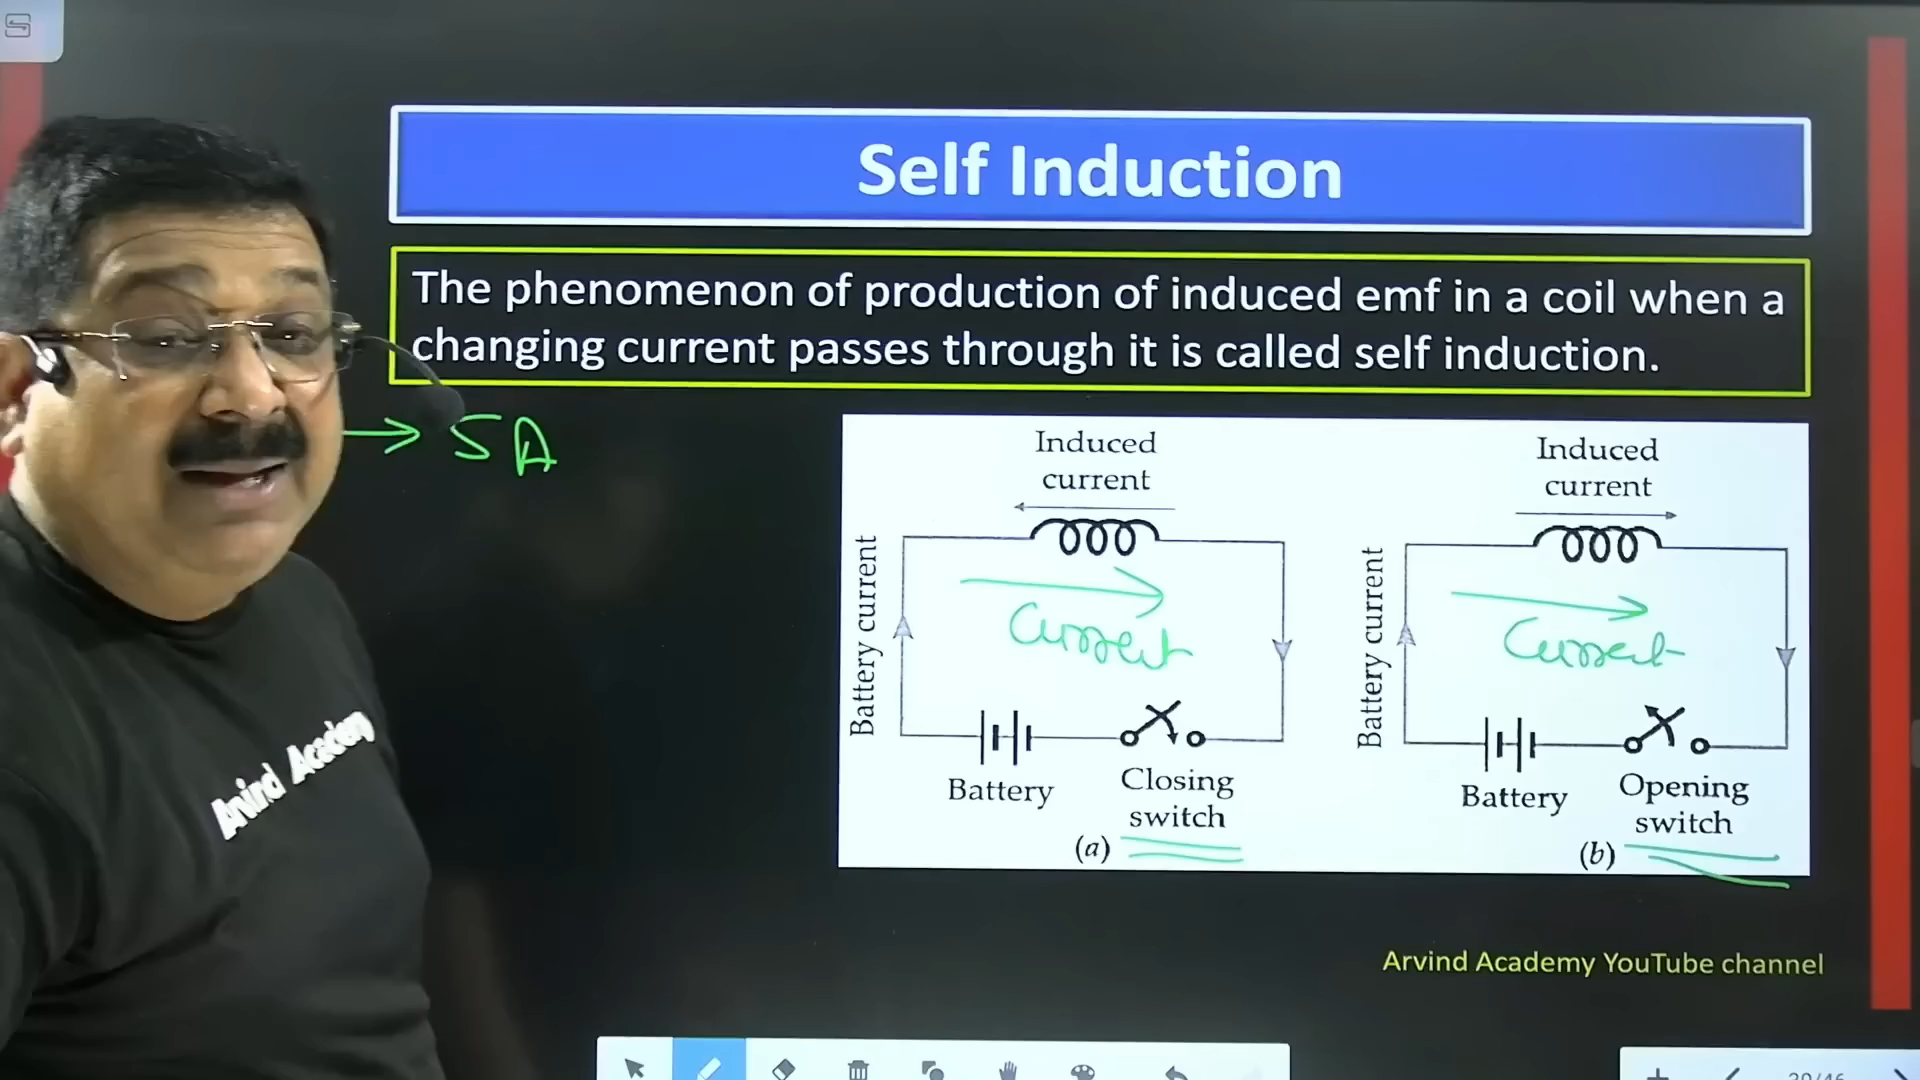 Self Induction
The phenomenon of production of induced emf in a coil when a
changing current passes through it is called self induction.
5 A
Induced
current
Battery current
Current
Battery
Closing
switch
(a)
Induced
current
Battery current
Current
Battery
Opening
switch
(b)
Arvind Academy
Arvind Academy YouTube channel